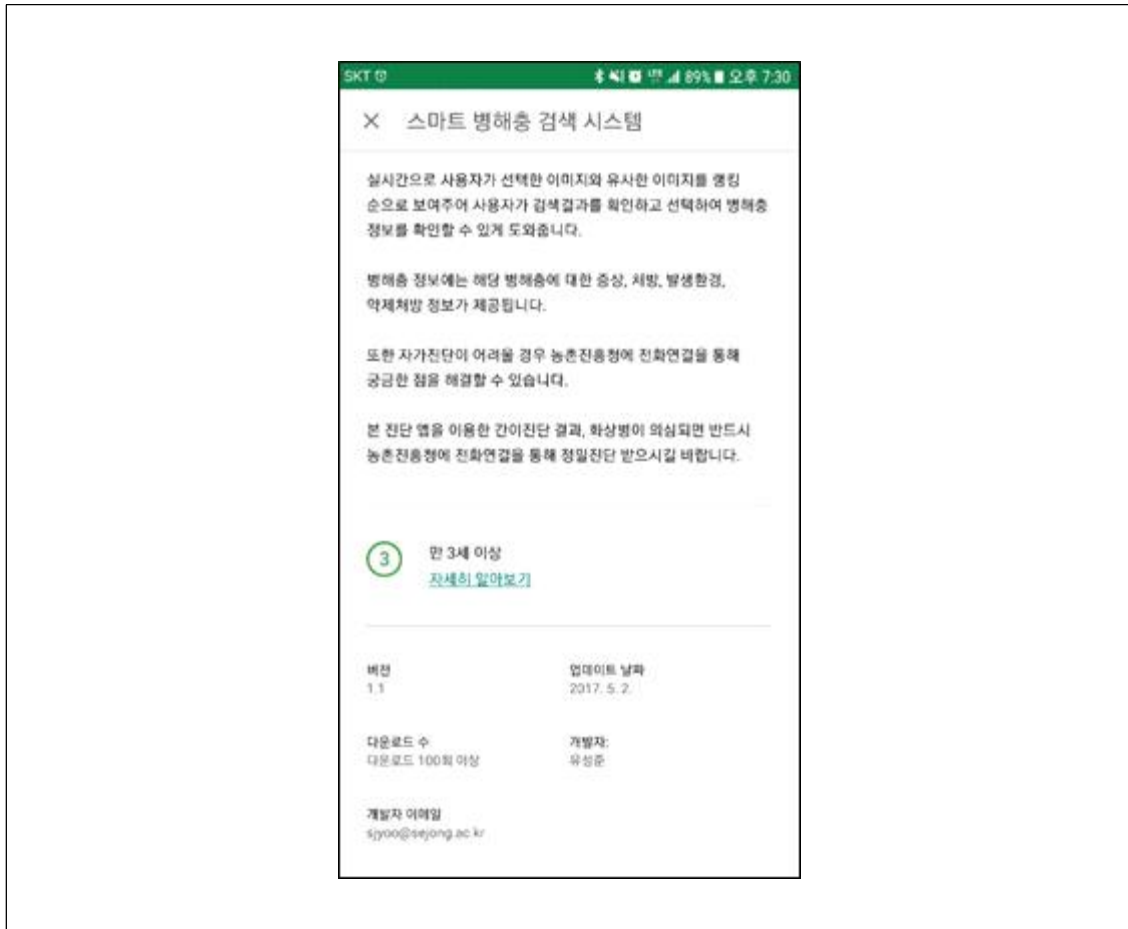 SKT
89% 오후 7:30
× 스마트 병해충 검색 시스템
실시간으로 사용자가 선택한 이미지와 유사한 이미지를 랭킹
순으로 보여주어 사용자가 검색결과를 확인하고 선택하여 병해충
정보를 확인할 수 있게 도와줍니다.
병해충 정보에는 해당 병해충에 대한 증상, 처방, 발생환경,
약제처방 정보가 제공됩니다.
또한 자가진단이 어려울 경우 농촌진흥청에 전화연결을 통해
궁금한 점을 해결할 수 있습니다.
본 진단 앱을 이용한 간이진단 결과, 화상병이 의심되면 반드시
농촌진흥청에 전화연결을 통해 정밀진단 받으시길 바랍니다.
3 만 3세 이상
자세히 알아보기
버전 업데이트 날짜
1.1 2017. 5. 2.
다운로드 수 개발자:
다운로드 100회 이상 유성준
개발자 이메일
sjyoo@sejong.ac.kr